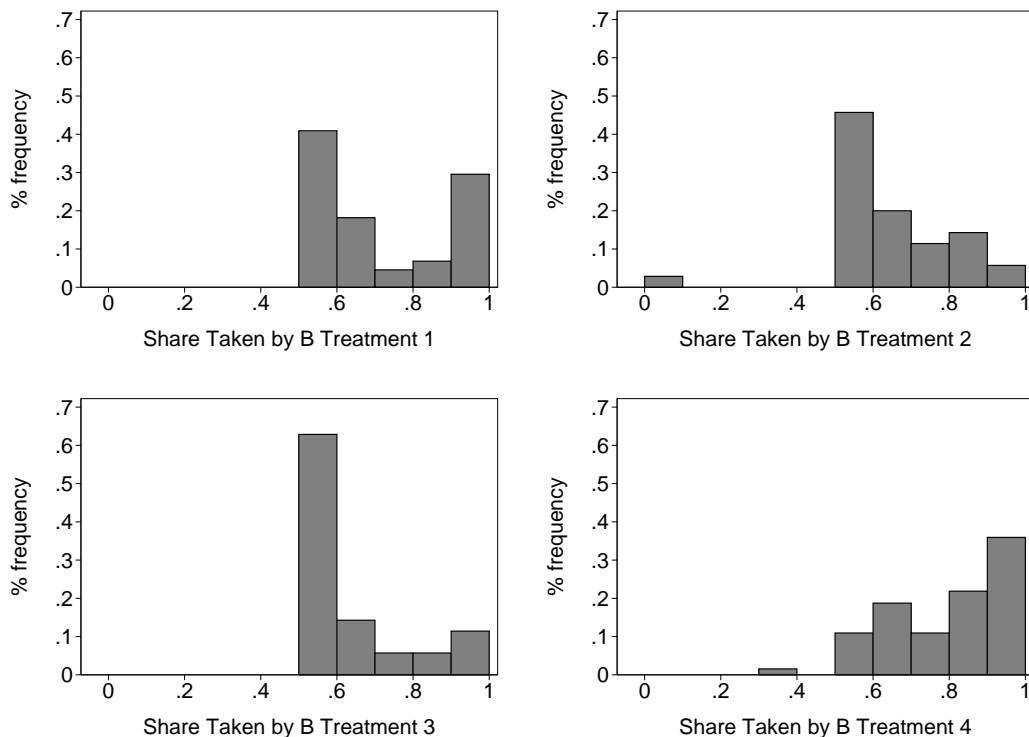 .7
.6
.5
.4
.3
.2
.1
0
% frequency
0 .2 .4 .6 .8 1
Share Taken by B Treatment 1
.7
.6
.5
.4
.3
.2
.1
0
% frequency
0 .2 .4 .6 .8 1
Share Taken by B Treatment 2
.7
.6
.5
.4
.3
.2
.1
0
% frequency
0 .2 .4 .6 .8 1
Share Taken by B Treatment 3
.7
.6
.5
.4
.3
.2
.1
0
% frequency
0 .2 .4 .6 .8 1
Share Taken by B Treatment 4